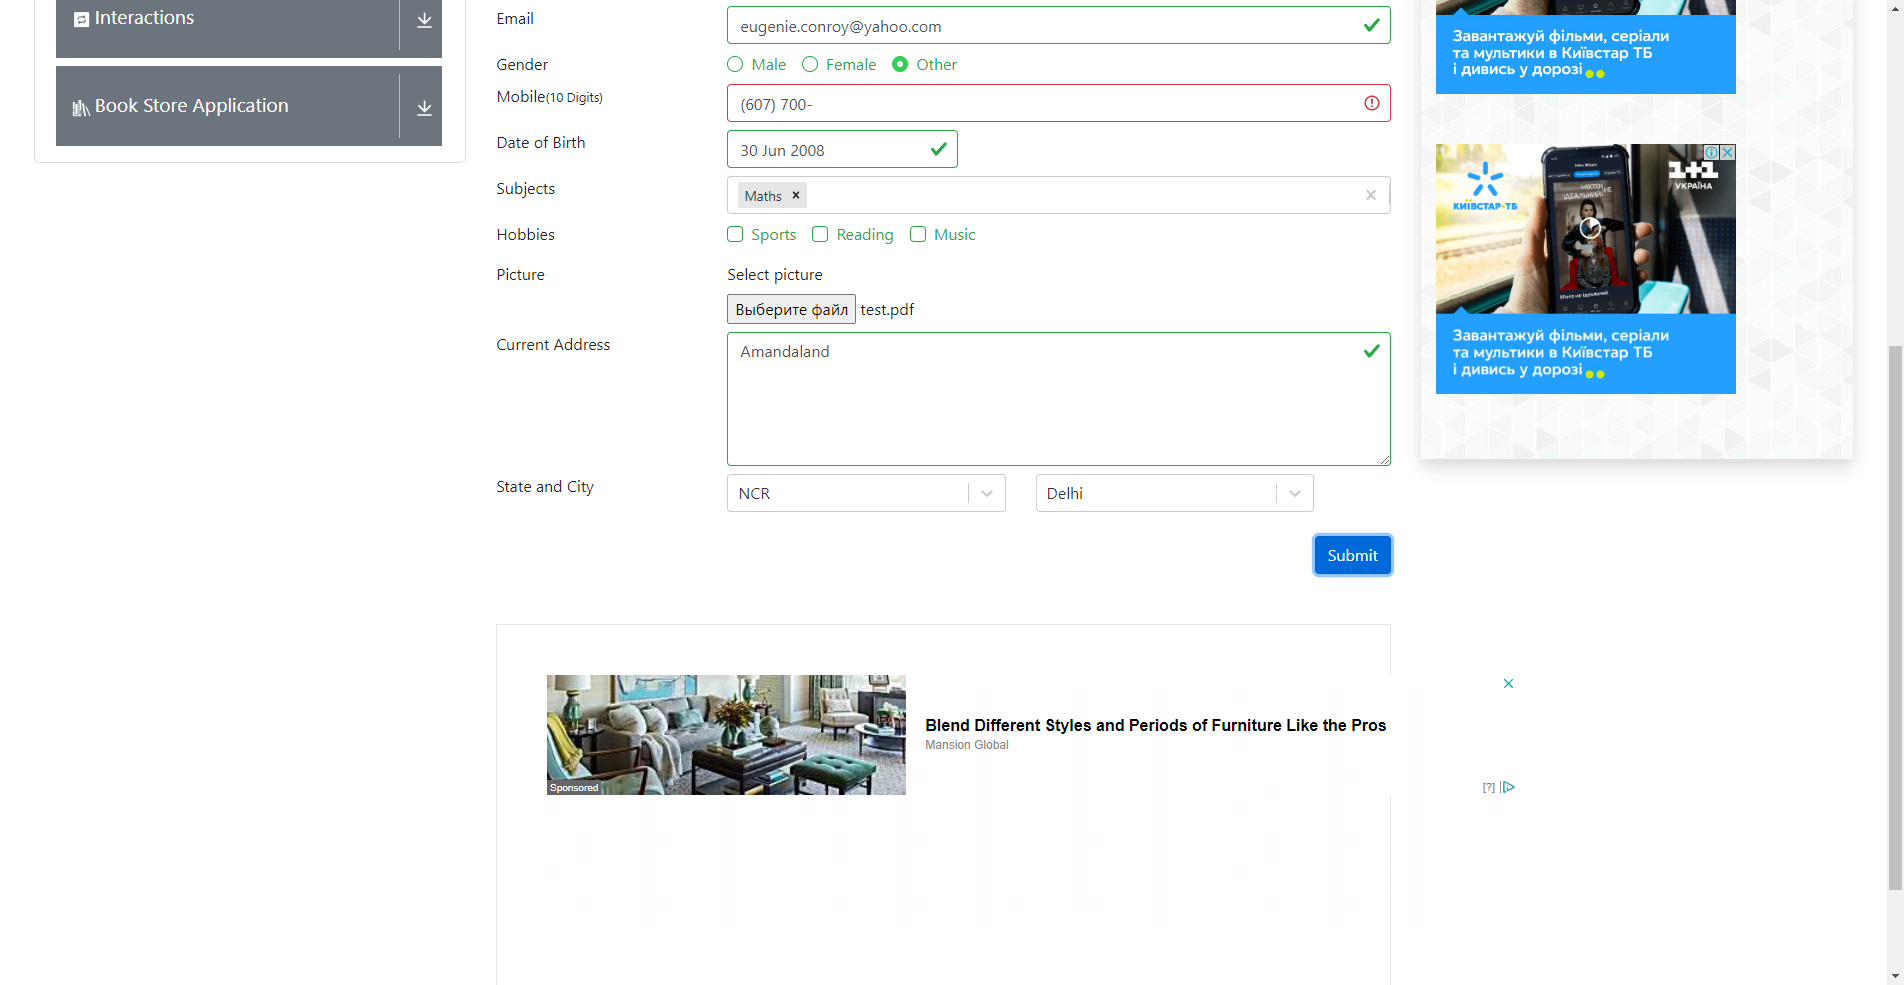 Interactions
Book Store Application
Email
eugenie.conroy@yahoo.com
Gender
Male
Female
Other
Mobile(10 Digits)
(607) 700-
Date of Birth
30 Jun 2008
Subjects
Maths
Hobbies
Sports
Reading
Music
Picture
Select picture
Выберите файл test.pdf
Current Address
Amandaland
State and City
NCR
Delhi
Submit
Sponsored
Blend Different Styles and Periods of Furniture Like the Pros
Mansion Global
[?]
Завантажуй фільми, серіали
та мультики в Київстар ТБ
і дивись у дорозі
КИЇВСТАР·ТБ
1+1
УКРАЇНА
Завантажуй фільми, серіали
та мультики в Київстар ТБ
і дивись у дорозі